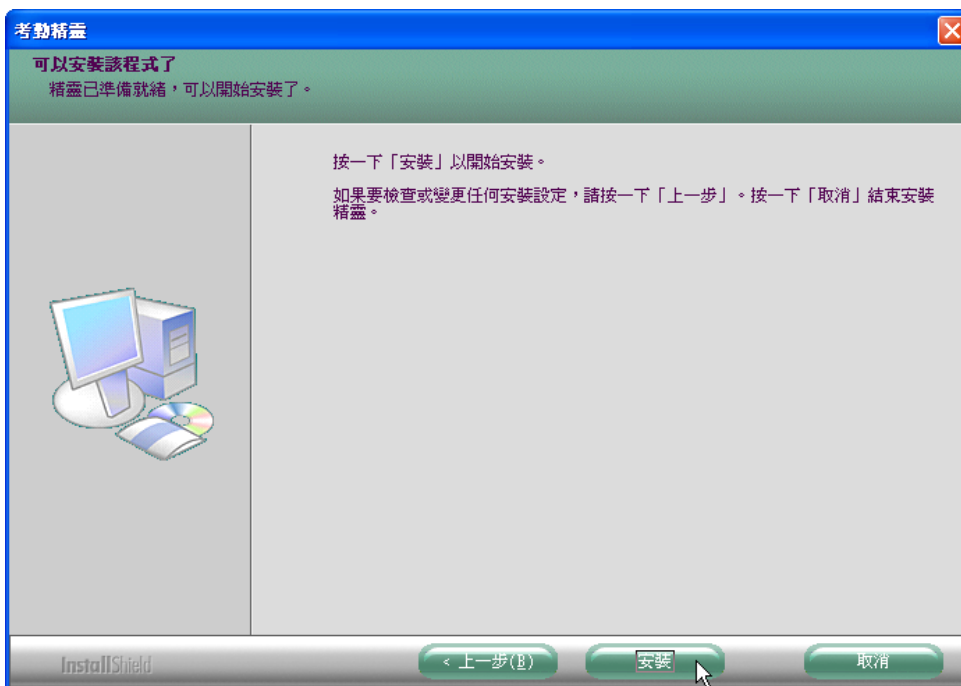 考勤精靈
可以安裝該程式了
精靈已準備就緒，可以開始安裝了。
按一下「安裝」以開始安裝。
如果要檢查或變更任何安裝設定，請按一下「上一步」。按一下「取消」結束安裝
精靈。
InstallShield
< 上一步(B)
安裝
取消